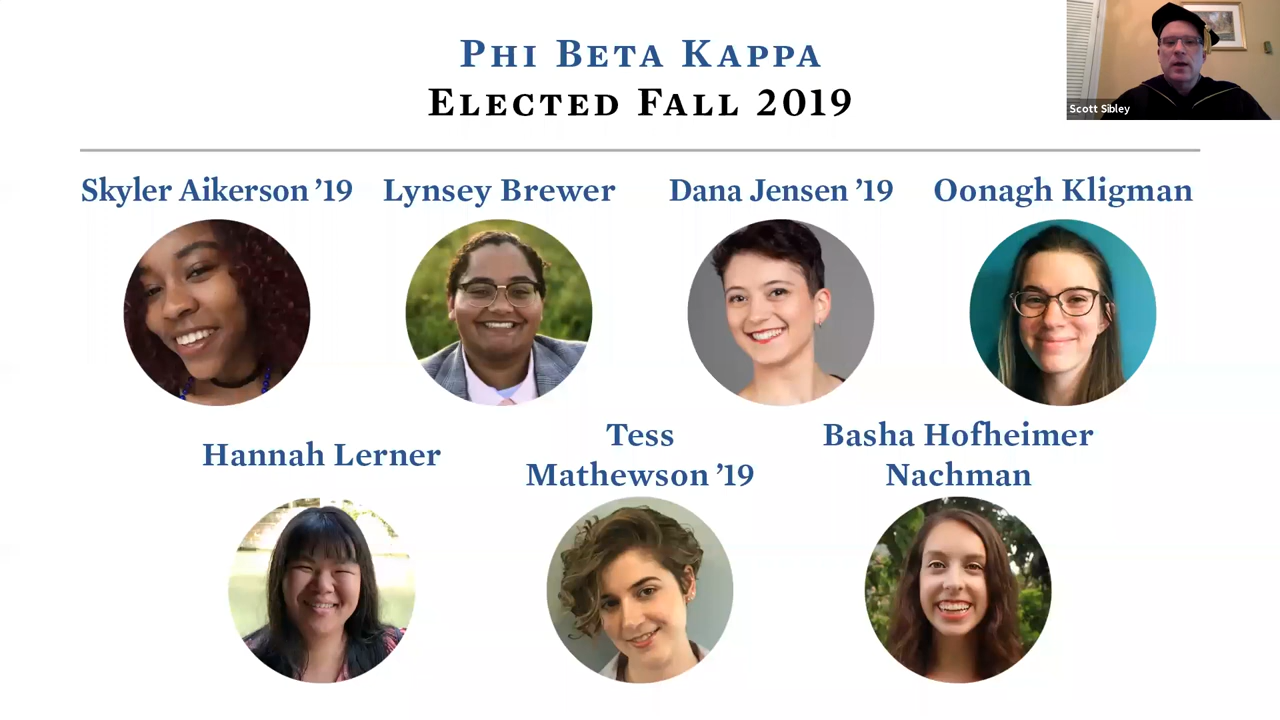 Phi Beta Kappa
Elected Fall 2019
Scott Sibley
Skyler Aikerson ’19
Lynsey Brewer
Dana Jensen ’19
Oonagh Kligman
Hannah Lerner
Tess
Mathewson ’19
Basha Hofheimer
Nachman